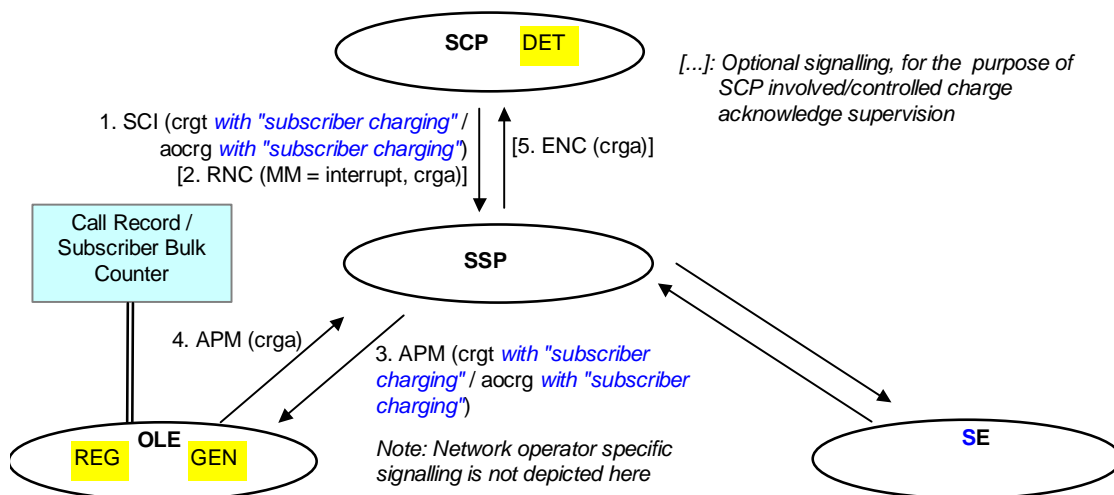 SCP DET
[...]: Optional signalling, for the purpose of
SCP involved/controlled charge
acknowledge supervision
1. SCI (crgt with "subscriber charging" /
aocrg with "subscriber charging")
[2. RNC (MM = interrupt, crga)]
[5. ENC (crga)]
Call Record /
Subscriber Bulk
Counter
SSP
4. APM (crga)
3. APM (crgt with "subscriber
charging" / aocrg with "subscriber
charging")
OLE
REG GEN
Note: Network operator specific
signalling is not depicted here
SE